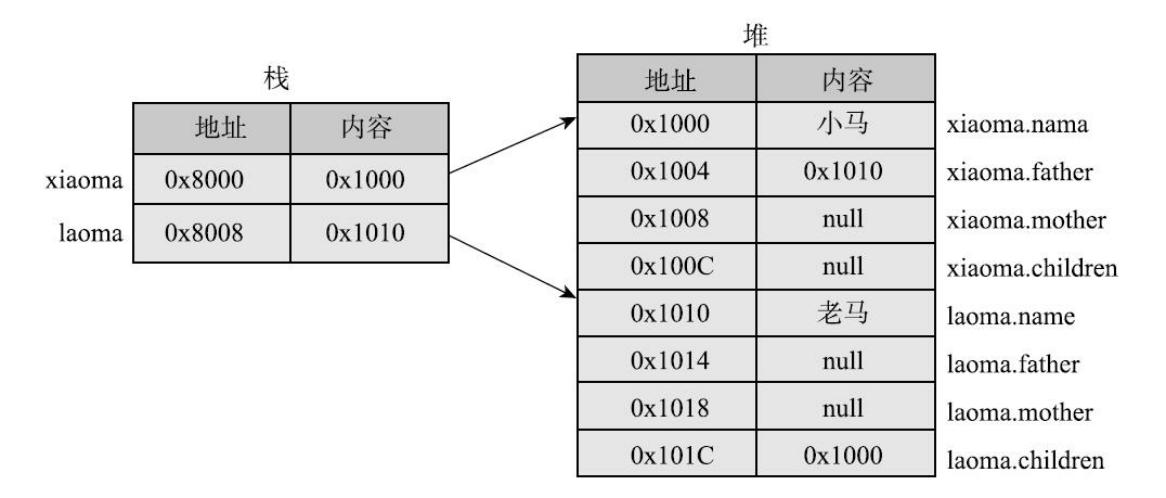 堆
栈
地址 内容
0x1000 小马 xiaoma.nama
地址 内容
0x1004 0x1010 xiaoma.father
xiaoma 0x8000 0x1000
0x1008 null xiaoma.mother
laoma 0x8008 0x1010
0x100C null xiaoma.children
0x1010 老马 laoma.name
0x1014 null laoma.father
0x1018 null laoma.mother
0x101C 0x1000 laoma.children